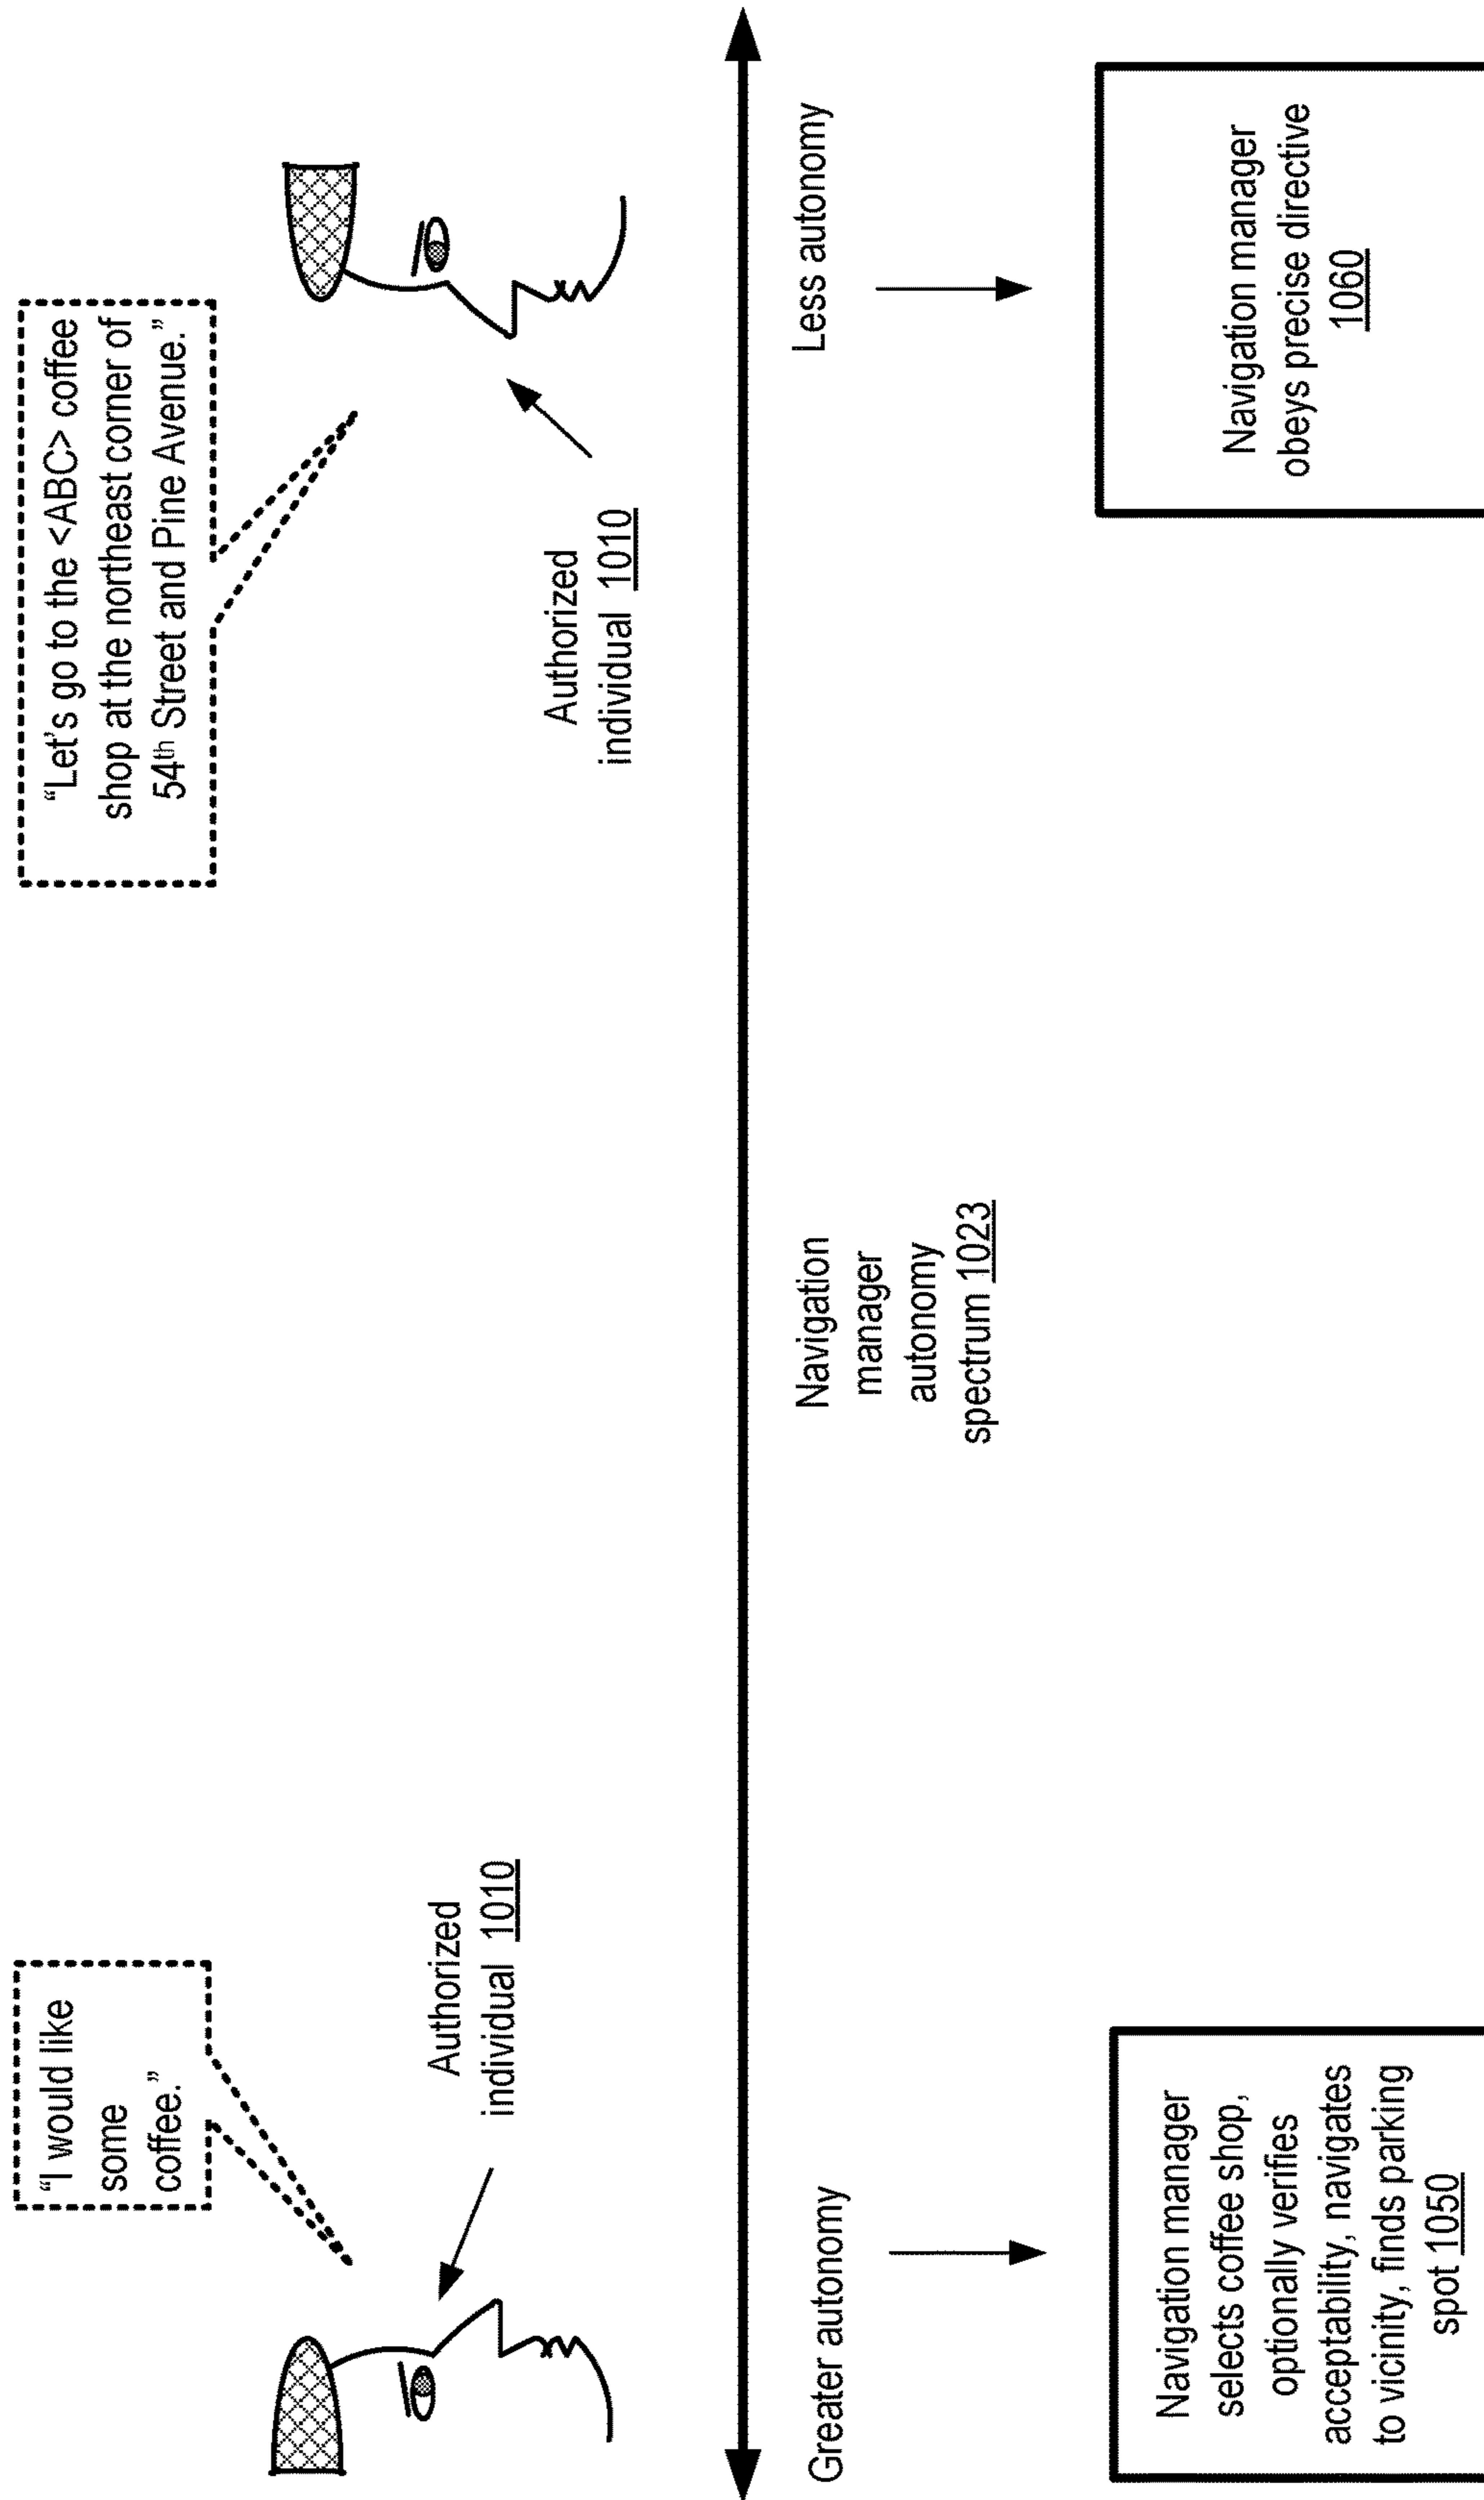 “I would like
some
coffee.”
“Let’s go to the <ABC> coffee
shop at the northeast corner of
54th Street and Pine Avenue.”
Authorized
individual 1010
Authorized
individual 1010
Greater autonomy
Navigation
manager
autonomy
spectrum 1023
Less autonomy
Navigation manager
selects coffee shop,
optionally verifies
acceptability, navigates
to vicinity, finds parking
spot 1050
Navigation manager
obeys precise directive
1060